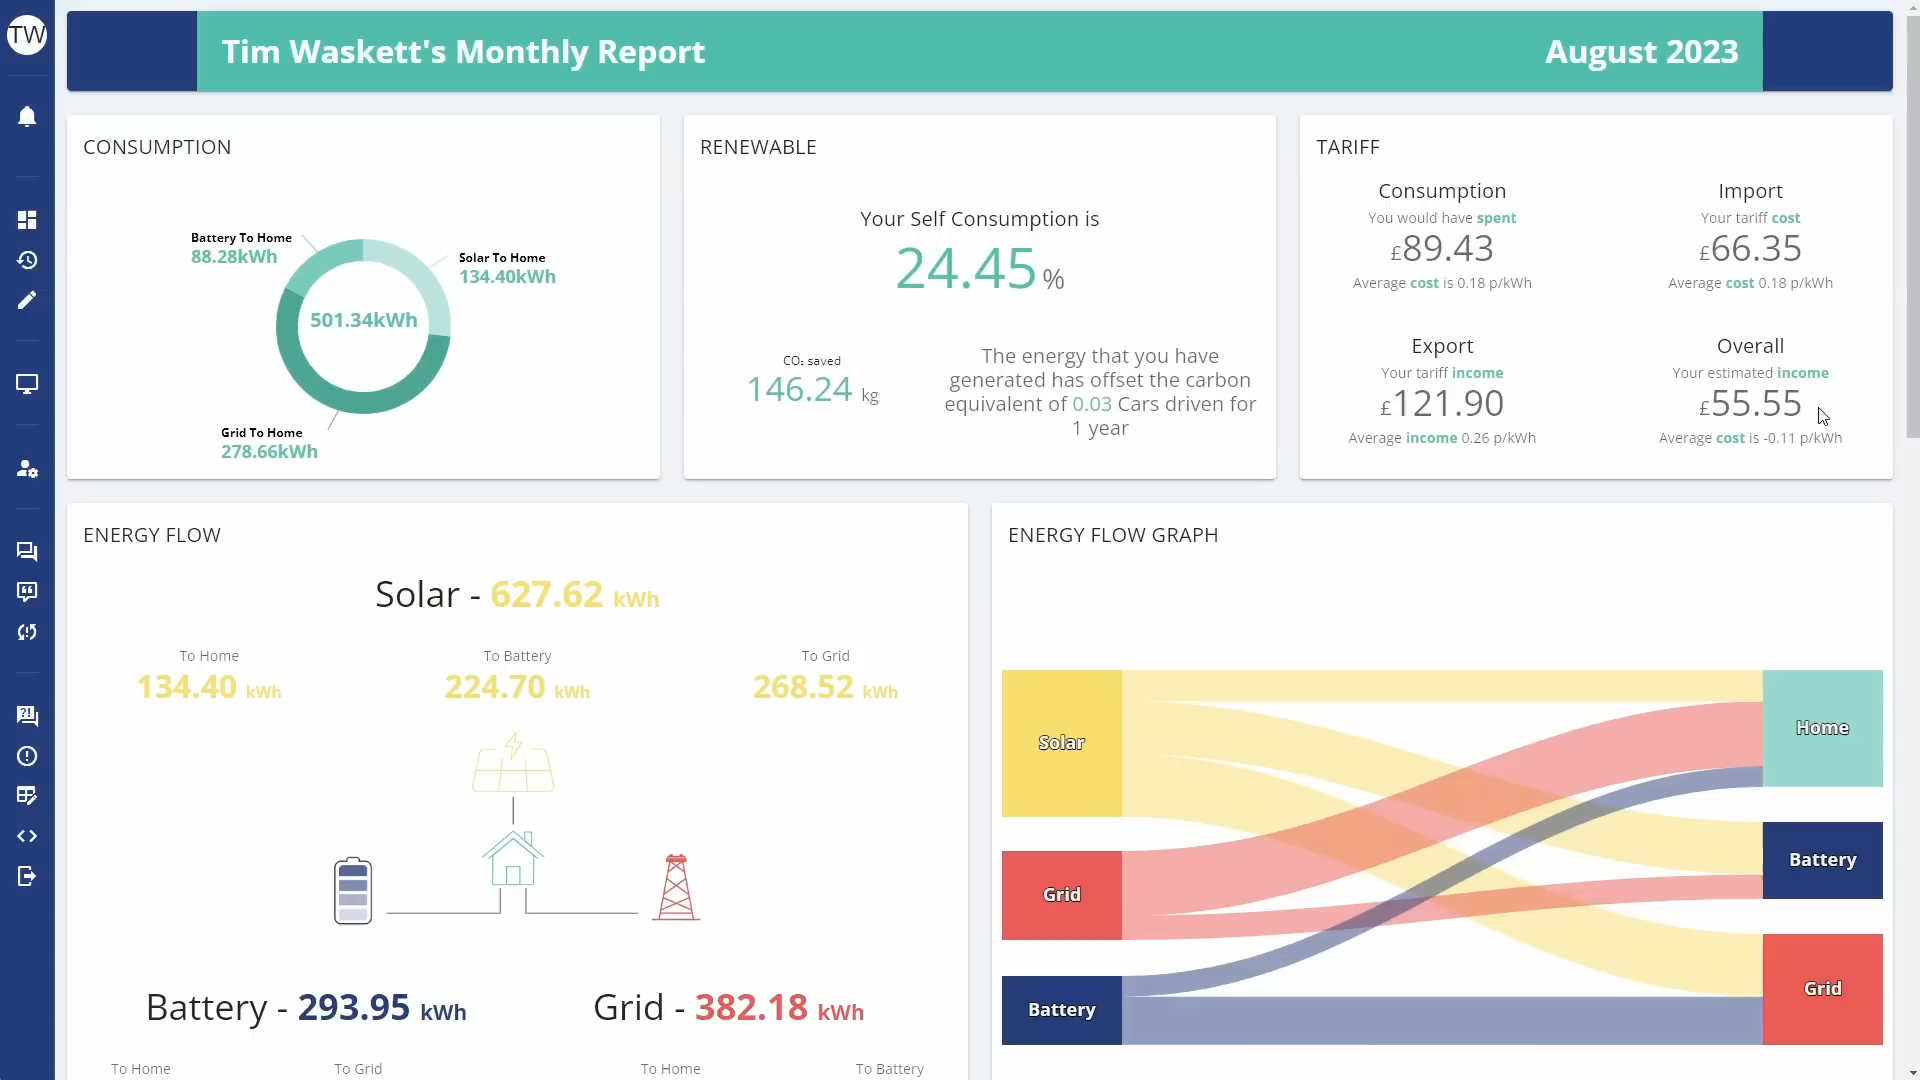 TW
Tim Waskett's Monthly Report
August 2023
CONSUMPTION
Battery To Home
88.28kWh
Solar To Home
134.40kWh
501.34kWh
Grid To Home
278.66kWh
RENEWABLE
Your Self Consumption is
24.45 %
CO₂ saved
146.24 kg
The energy that you have
generated has offset the carbon
equivalent of 0.03 Cars driven for
1 year
TARIFF
Consumption
You would have spent
£89.43
Average cost is 0.18 p/kWh
Import
Your tariff cost
£66.35
Average cost 0.18 p/kWh
Export
Your tariff income
£121.90
Average income 0.26 p/kWh
Overall
Your estimated income
£55.55
Average cost is -0.11 p/kWh
ENERGY FLOW
Solar - 627.62 kWh
To Home
134.40 kWh
To Battery
224.70 kWh
To Grid
268.52 kWh
Battery - 293.95 kWh
To Home
To Grid
Grid - 382.18 kWh
To Home
To Battery
ENERGY FLOW GRAPH
Solar
Grid
Battery
Home
Battery
Grid